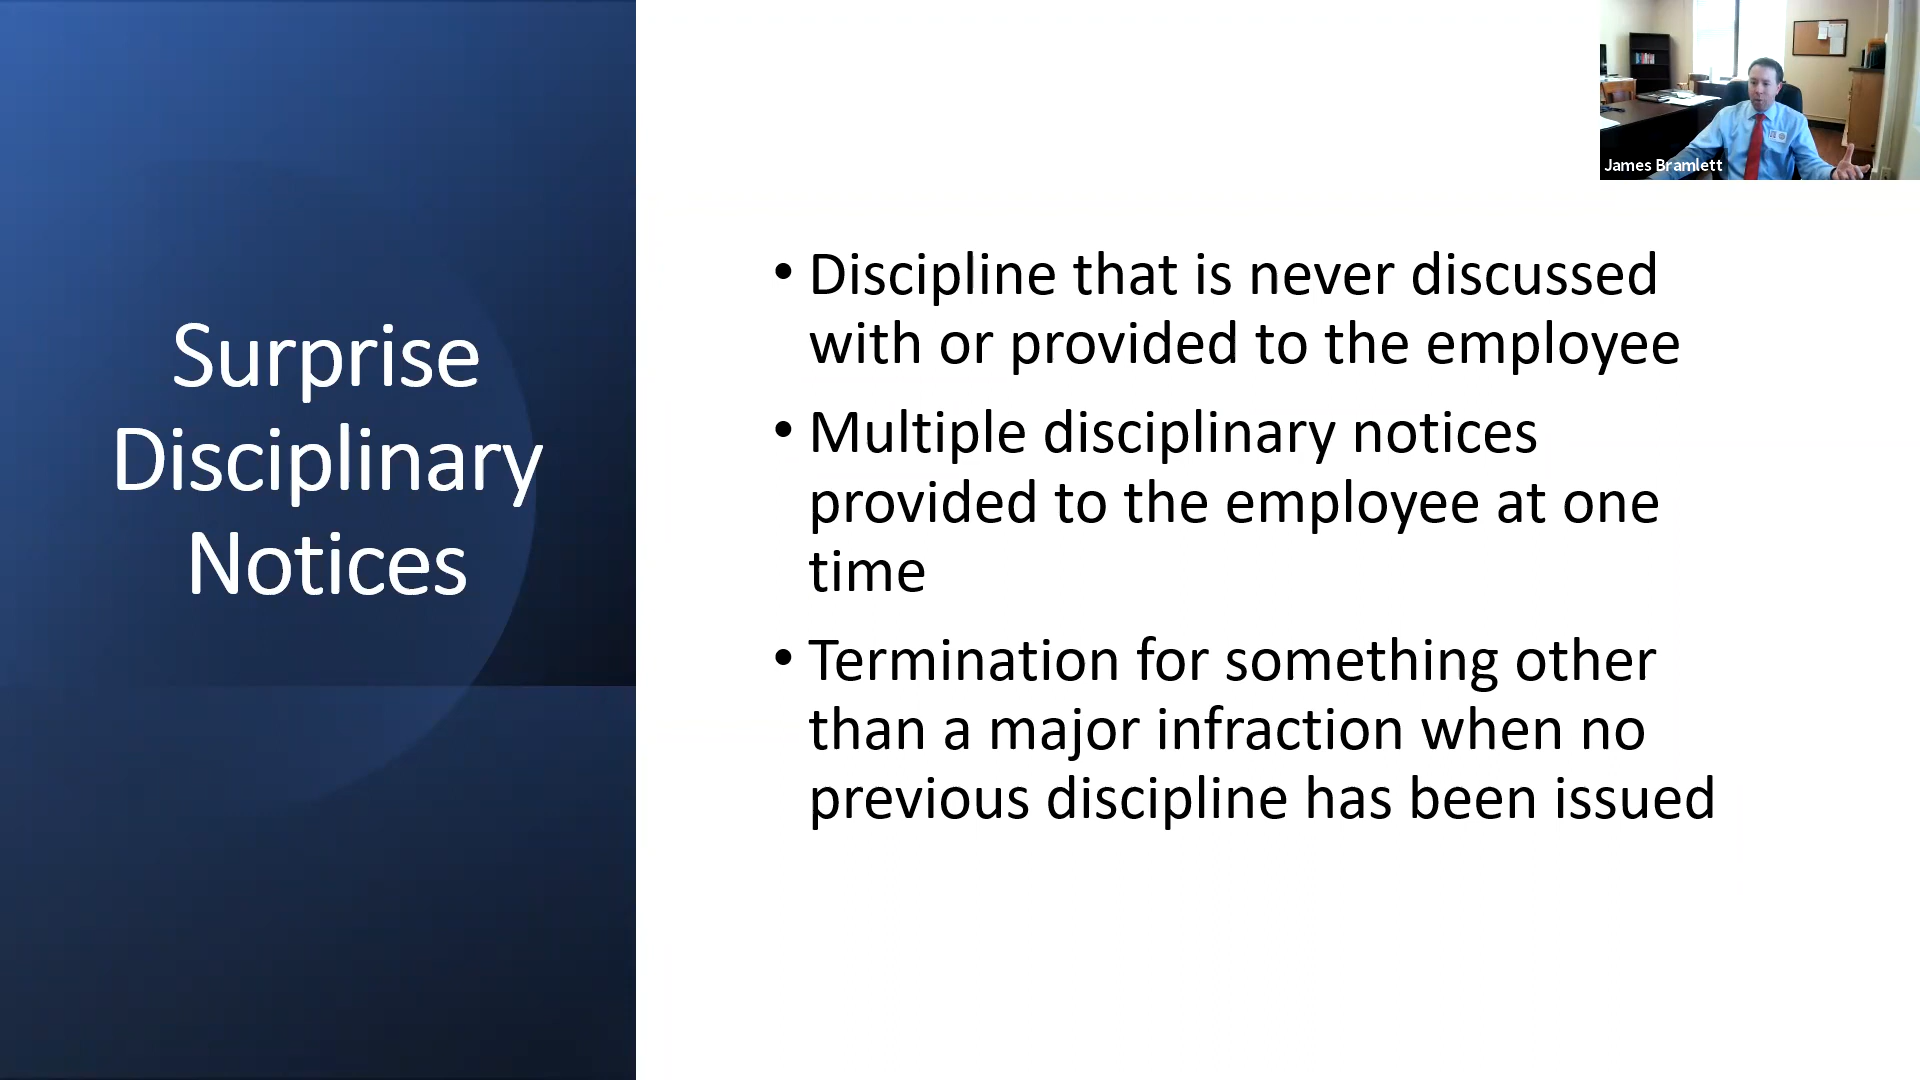 Surprise
Disciplinary
Notices
• Discipline that is never discussed
with or provided to the employee
• Multiple disciplinary notices
provided to the employee at one
time
• Termination for something other
than a major infraction when no
previous discipline has been issued
James Bramlett